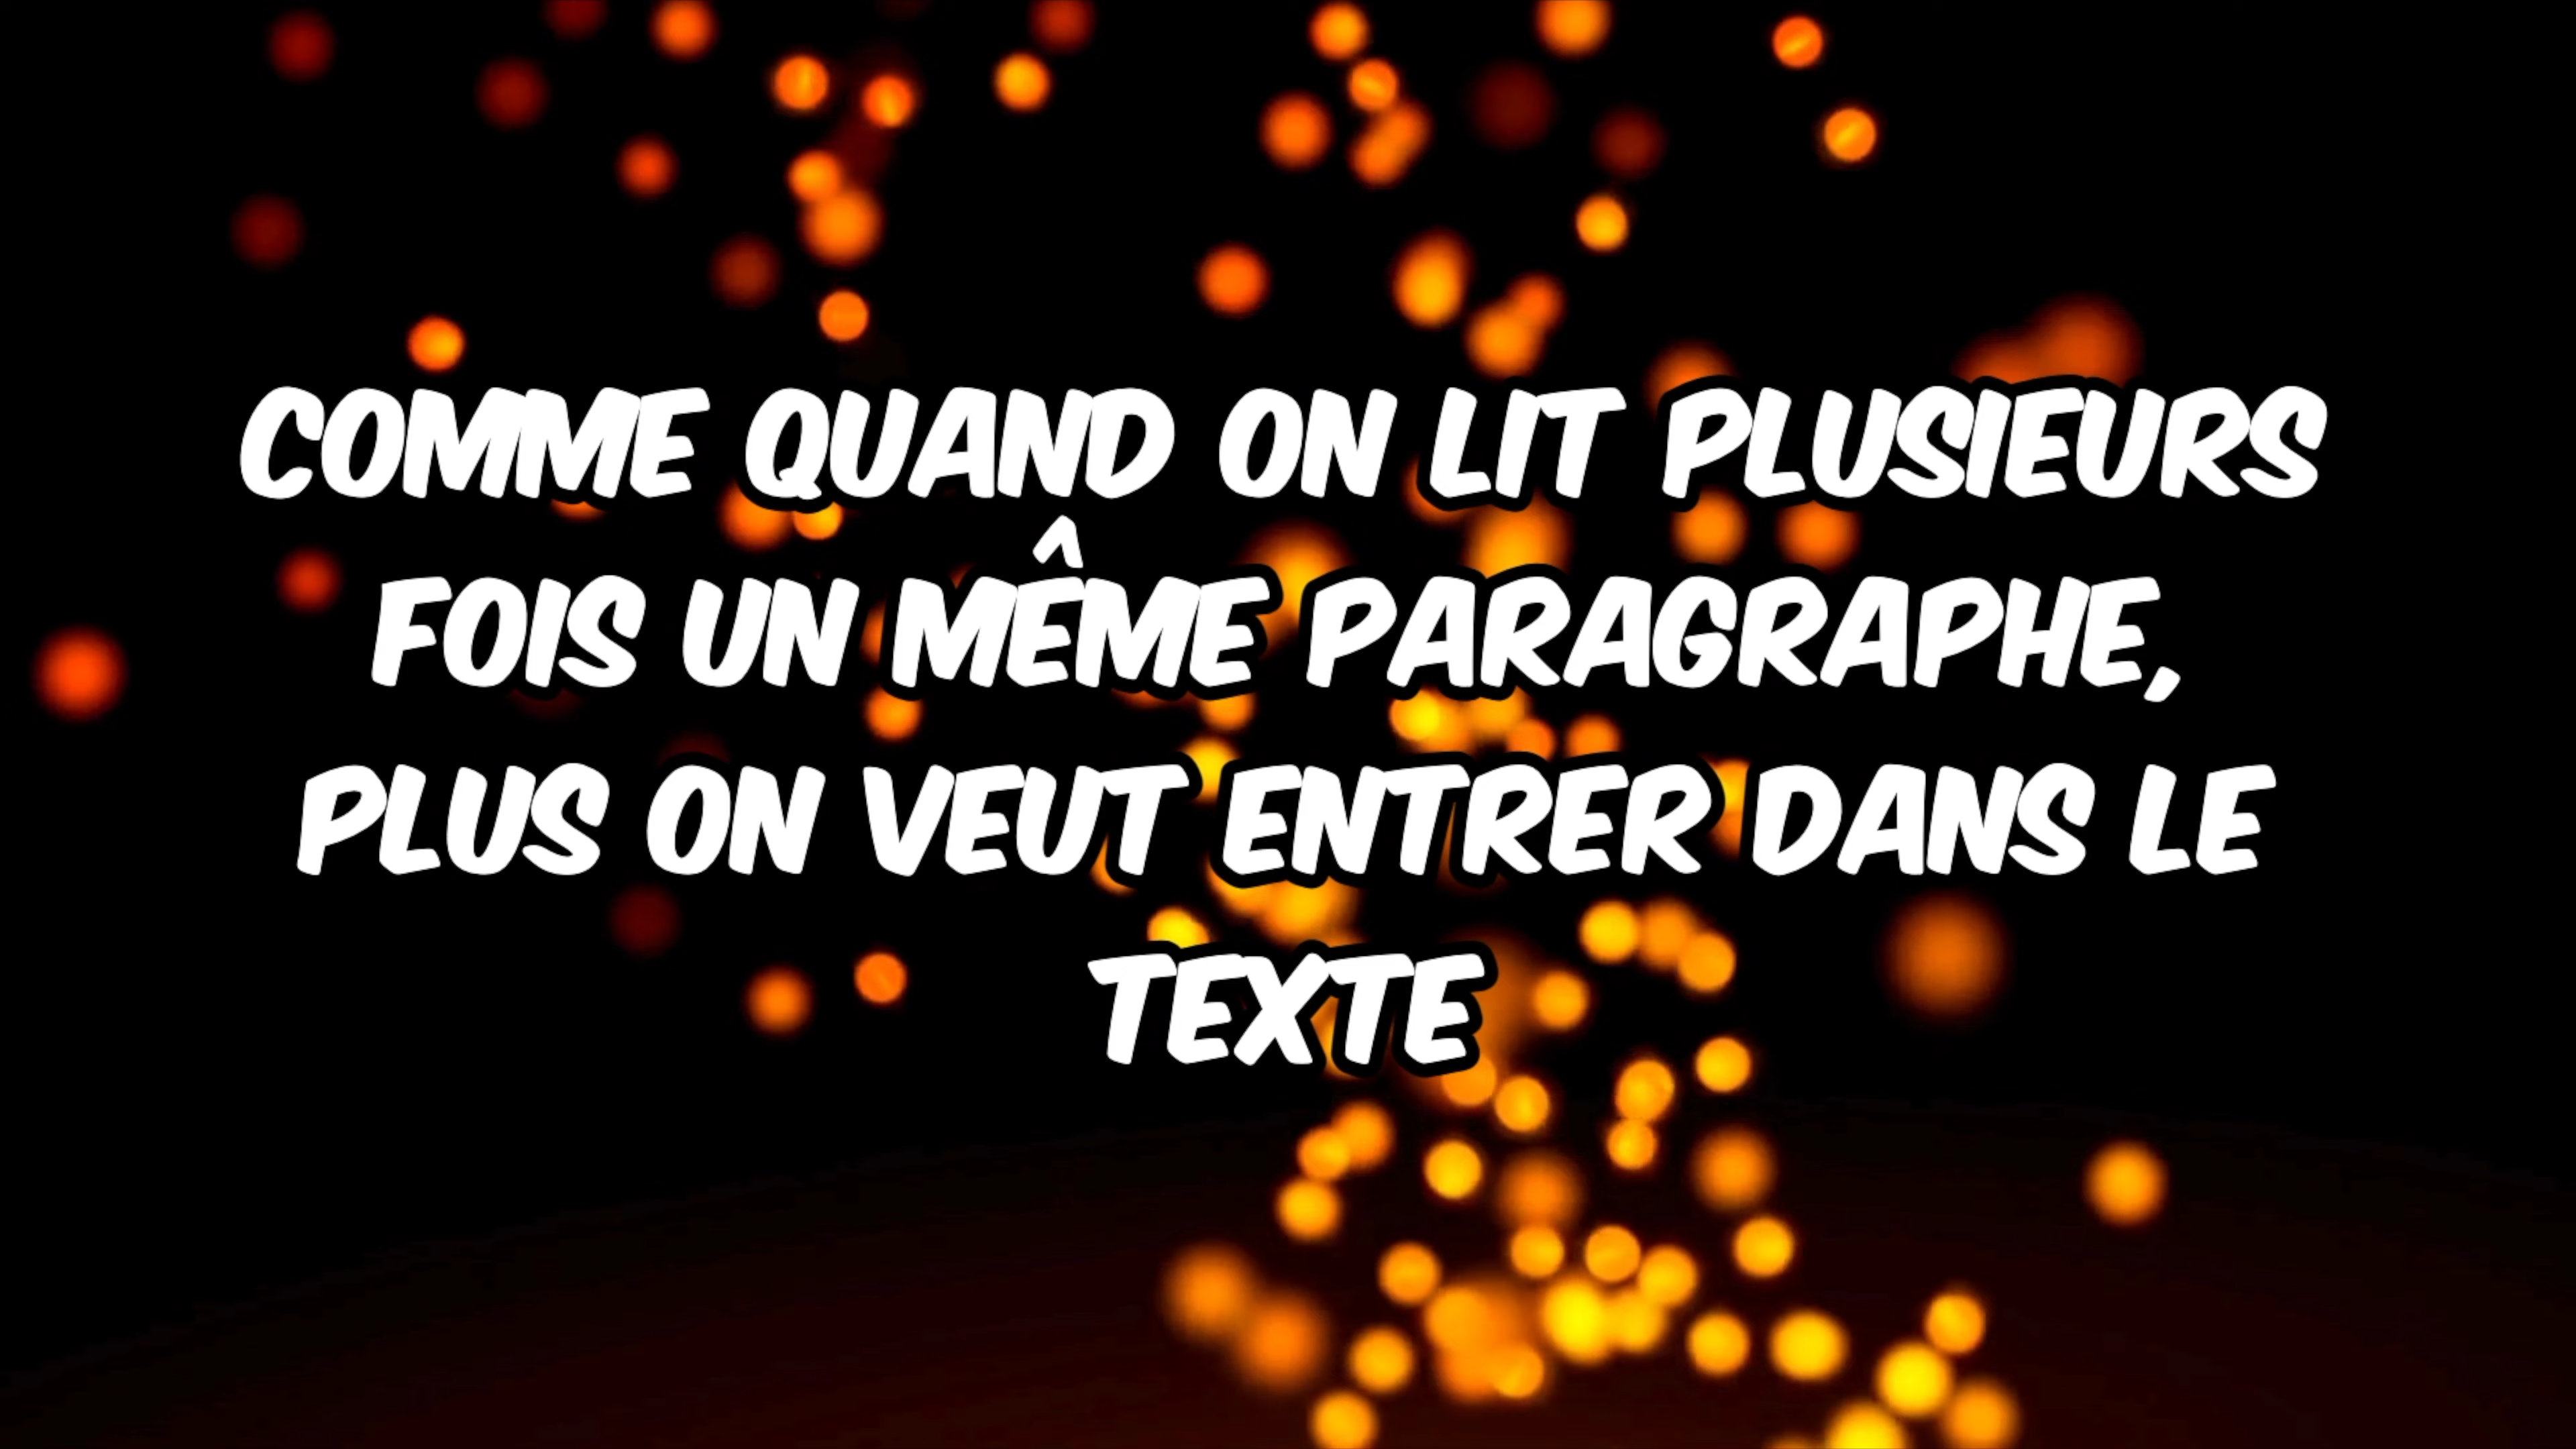 COMME QUAND ON LIT PLUSIEURS
FOIS UN MÊME PARAGRAPHE,
PLUS ON VEUT ENTRER DANS LE
TEXTE